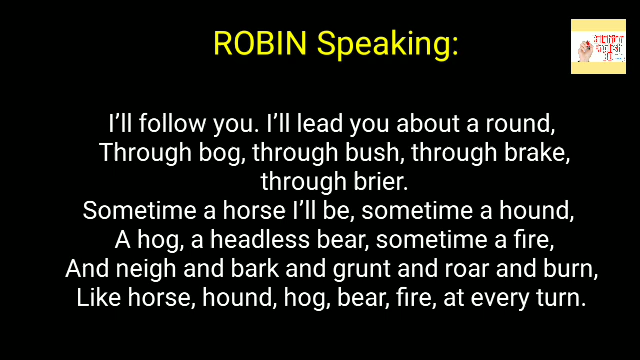 ROBIN Speaking:
I’ll follow you. I’ll lead you about a round,
Through bog, through bush, through brake,
through brier.
Sometime a horse I’ll be, sometime a hound,
A hog, a headless bear, sometime a fire,
And neigh and bark and grunt and roar and burn,
Like horse, hound, hog, bear, fire, at every turn.